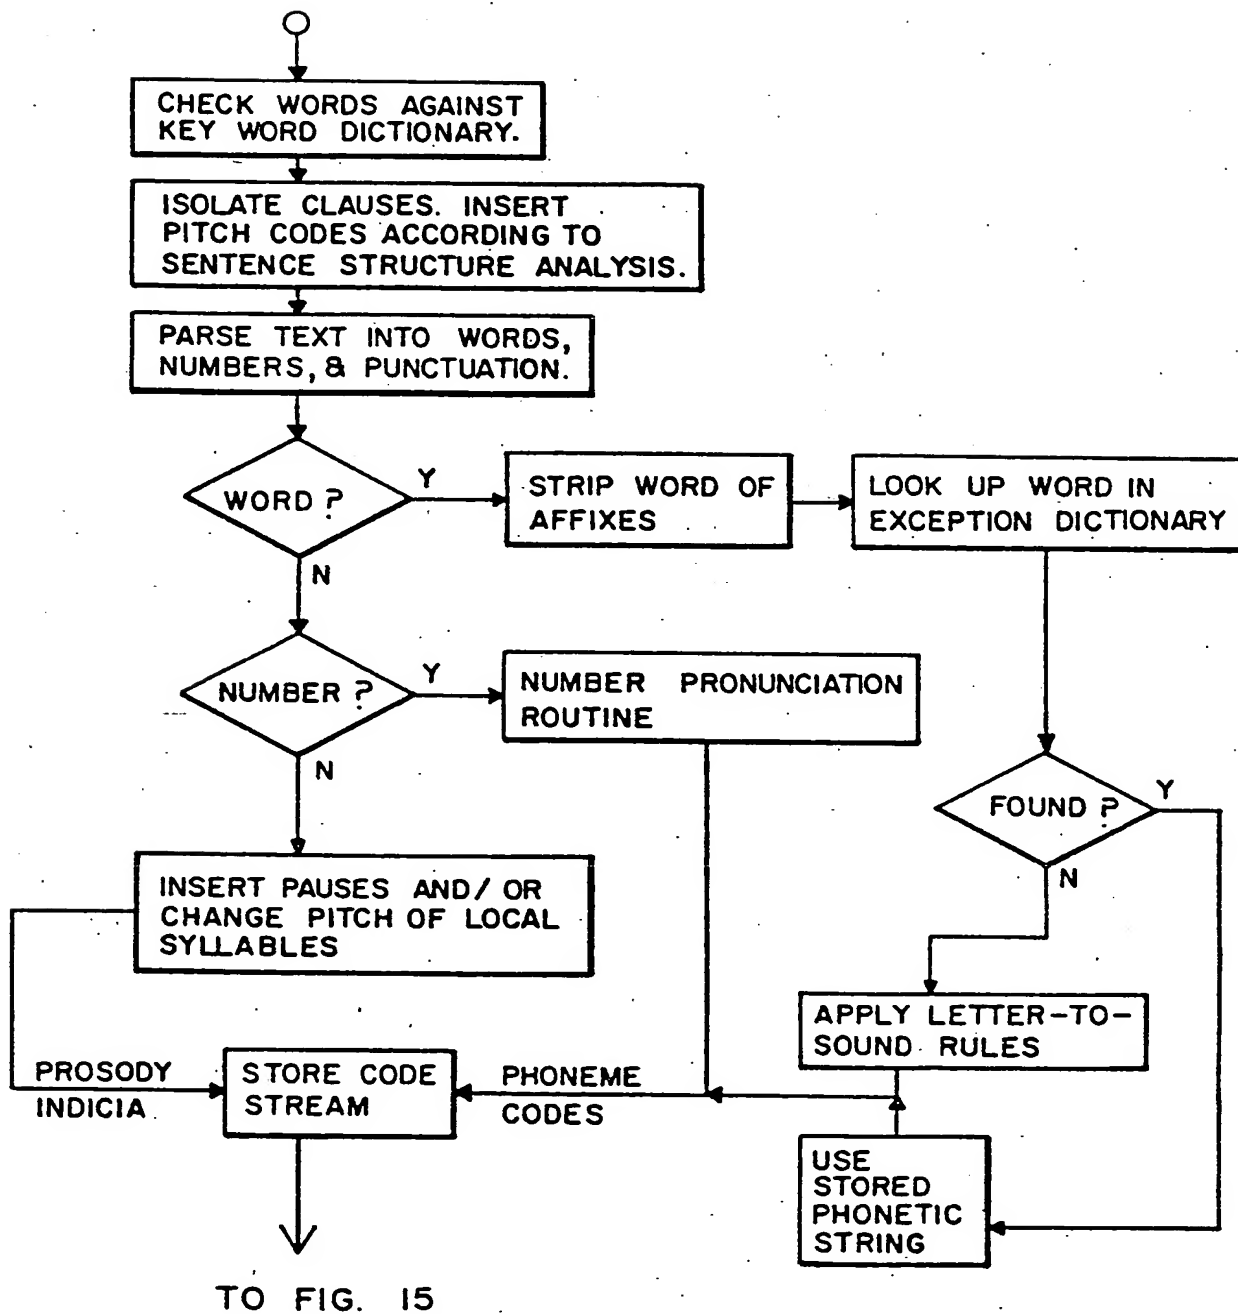 CHECK WORDS AGAINST
KEY WORD DICTIONARY.
ISOLATE CLAUSES. INSERT
PITCH CODES ACCORDING TO
SENTENCE STRUCTURE ANALYSIS.
PARSE TEXT INTO WORDS,
NUMBERS, & PUNCTUATION.
WORD?
Y
STRIP WORD OF
AFFIXES
LOOK UP WORD IN
EXCEPTION DICTIONARY
N
NUMBER?
Y
NUMBER PRONUNCIATION
ROUTINE
N
FOUND?
Y
N
INSERT PAUSES AND/OR
CHANGE PITCH OF LOCAL
SYLLABLES
APPLY LETTER-TO-
SOUND RULES
PROSODY
INDICIA
STORE CODE
STREAM
PHONEME
CODES
USE
STORED
PHONETIC
STRING
TO FIG. 15